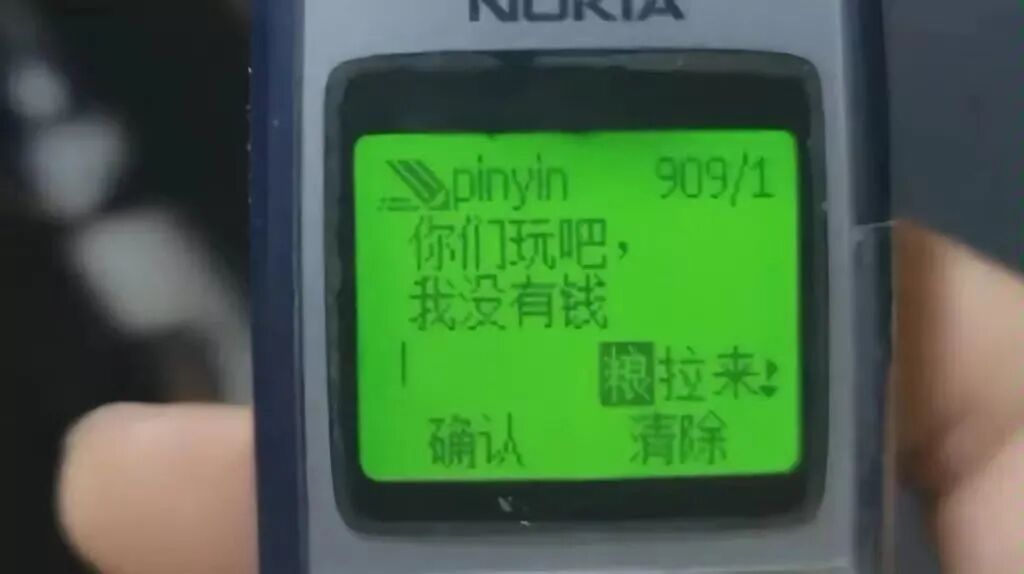 NOKIA
pinyin 909/1
你们玩吧，
我没有钱
粮拉来
确认 清除